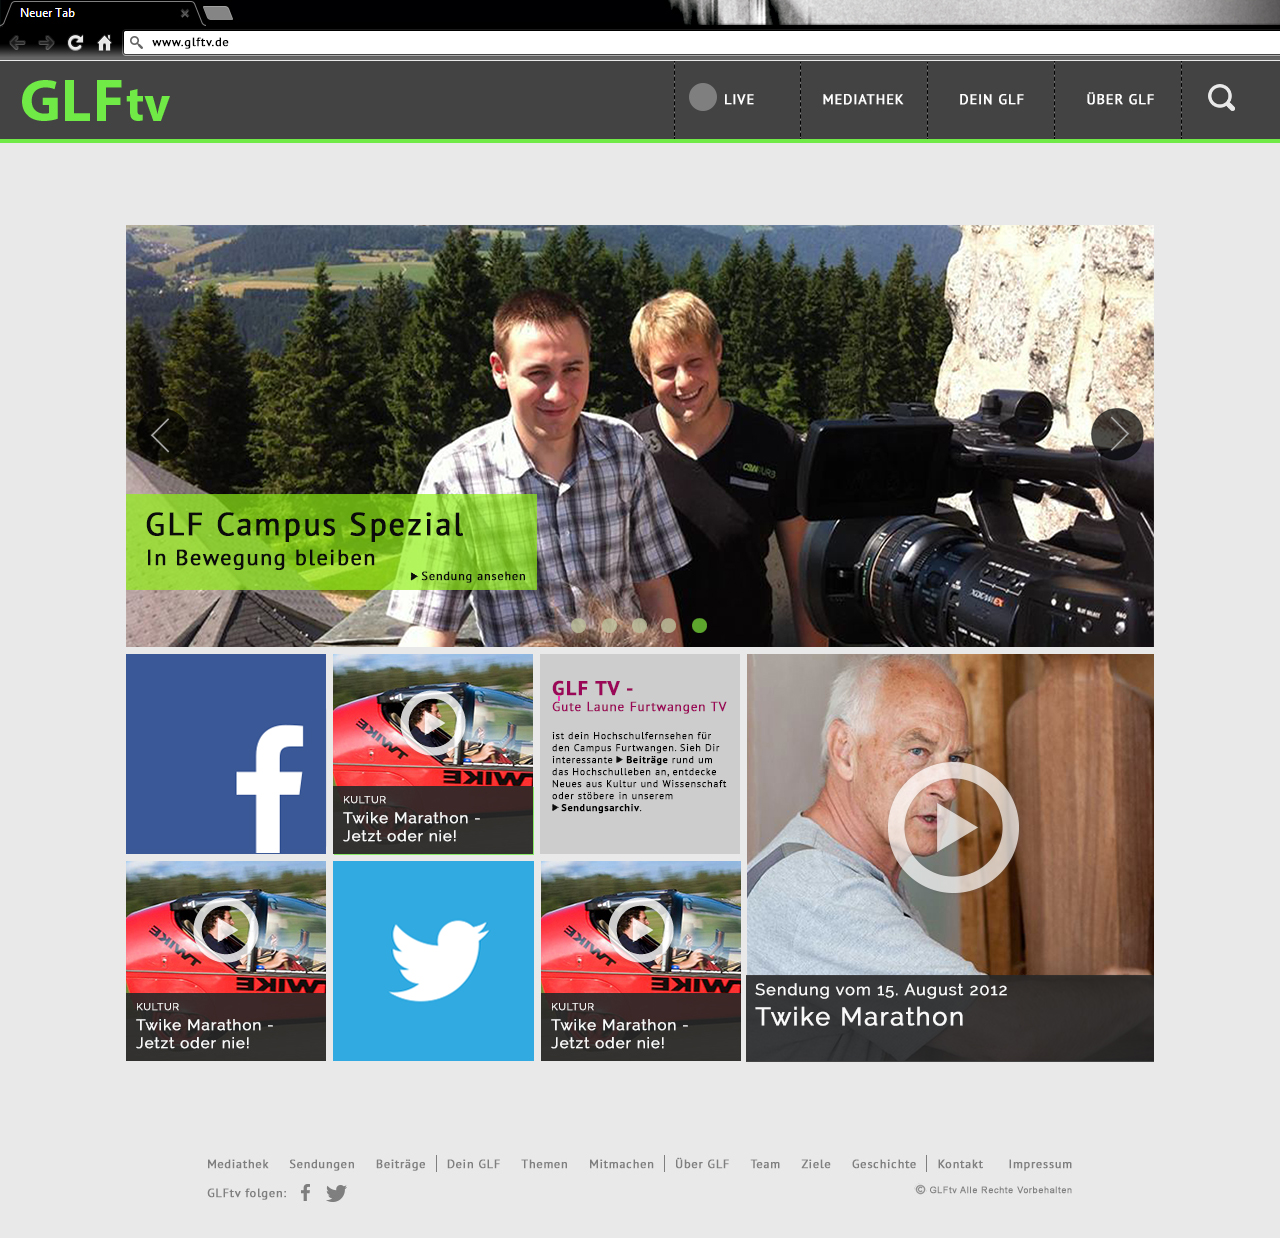 Neuer Tab
www.glftv.de
GLFtv
LIVE
MEDIATHEK
DEIN GLF
ÜBER GLF
GLF Campus Spezial
In Bewegung bleiben
Sendung ansehen
XDCAM EX
KULTUR
Twike Marathon -
Jetzt oder nie!
GLF TV -
Gute Laune Furtwangen TV
ist dein Hochschulfernsehen für
den Campus Furtwangen. Sieh Dir
interessante Beiträge rund um
das Hochschulleben an, entdecke
Neues aus Kultur und Wissenschaft
oder stöbere in unserem
Sendungsarchiv.
TWIKE
KULTUR
Twike Marathon -
Jetzt oder nie!
TWIKE
KULTUR
Twike Marathon -
Jetzt oder nie!
TWIKE
Sendung vom 15. August 2012
Twike Marathon
Mediathek Sendungen Beiträge Dein GLF Themen Mitmachen Über GLF Team Ziele Geschichte Kontakt Impressum
GLFtv folgen:
© GLFtv Alle Rechte Vorbehalten